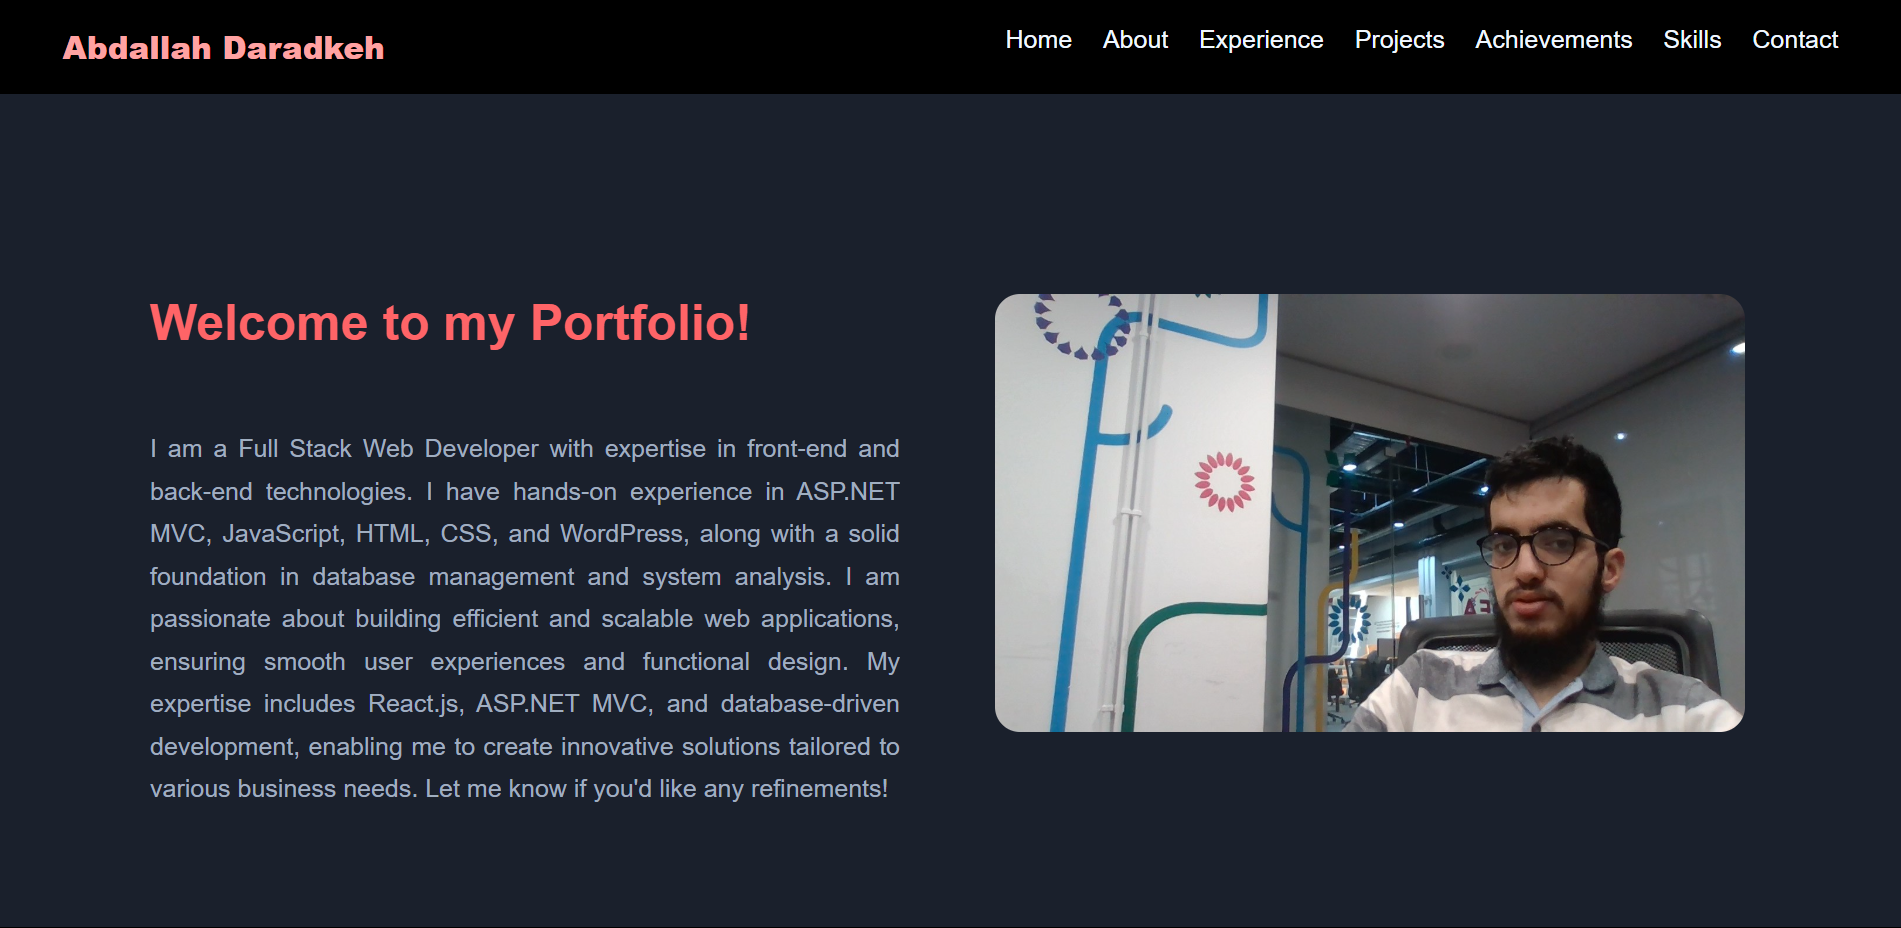 Abdallah Daradkeh
Home About Experience Projects Achievements Skills Contact
Welcome to my Portfolio!
I am a Full Stack Web Developer with expertise in front-end and
back-end technologies. I have hands-on experience in ASP.NET
MVC, JavaScript, HTML, CSS, and WordPress, along with a solid
foundation in database management and system analysis. I am
passionate about building efficient and scalable web applications,
ensuring smooth user experiences and functional design. My
expertise includes React.js, ASP.NET MVC, and database-driven
development, enabling me to create innovative solutions tailored to
various business needs. Let me know if you'd like any refinements!